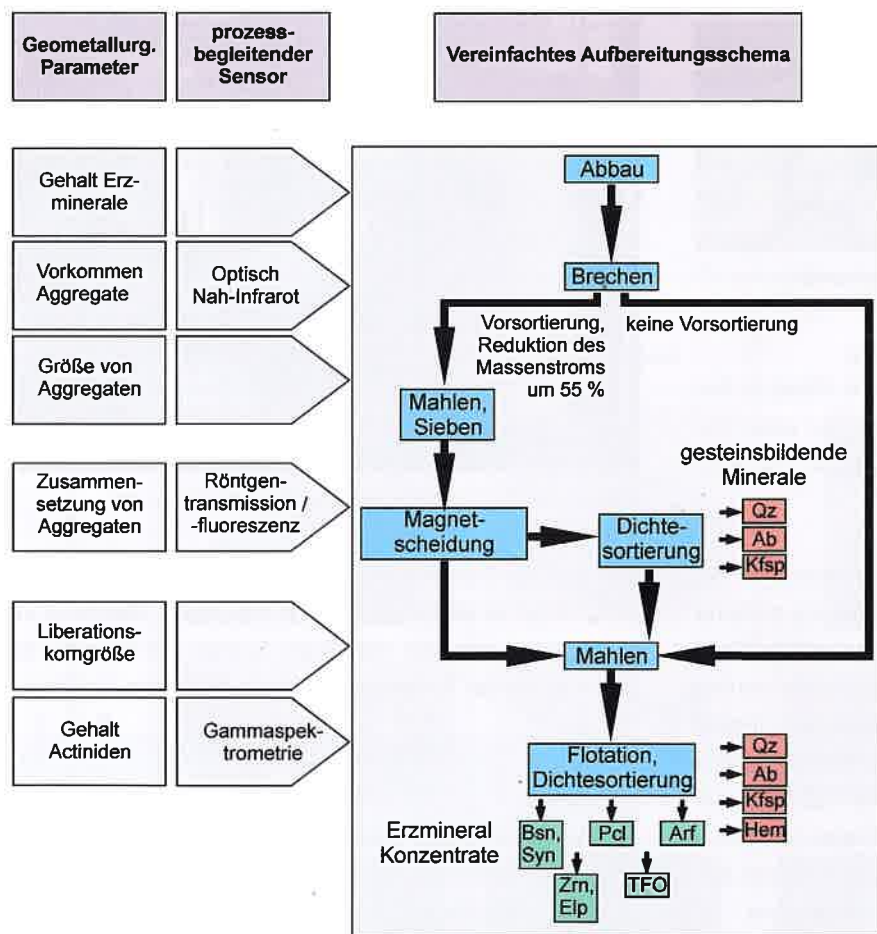 Geometallurg.
Parameter
prozess-
begleitender
Sensor
Vereinfachtes Aufbereitungsschema
Gehalt Erz-
minerale
Vorkommen
Aggregate
Optisch
Nah-Infrarot
Größe von
Aggregaten
Zusammen-
setzung von
Aggregaten
Röntgen-
transmission /
-fluoreszenz
Liberations-
korngröße
Gehalt
Actiniden
Gammaspek-
trometrie
Abbau
Brechen
Vorsortierung,
Reduktion des
Massenstroms
um 55 %
keine Vorsortierung
Mahlen,
Sieben
gesteinsbildende
Minerale
Magnet-
scheidung
Dichte-
sortierung
Qz
Ab
Kfsp
Mahlen
Flotation,
Dichtesortierung
Qz
Ab
Kfsp
Hem
Erzmineral
Konzentrate
Bsn,
Syn
Pcl
Arf
Zrn,
Elp
TFO